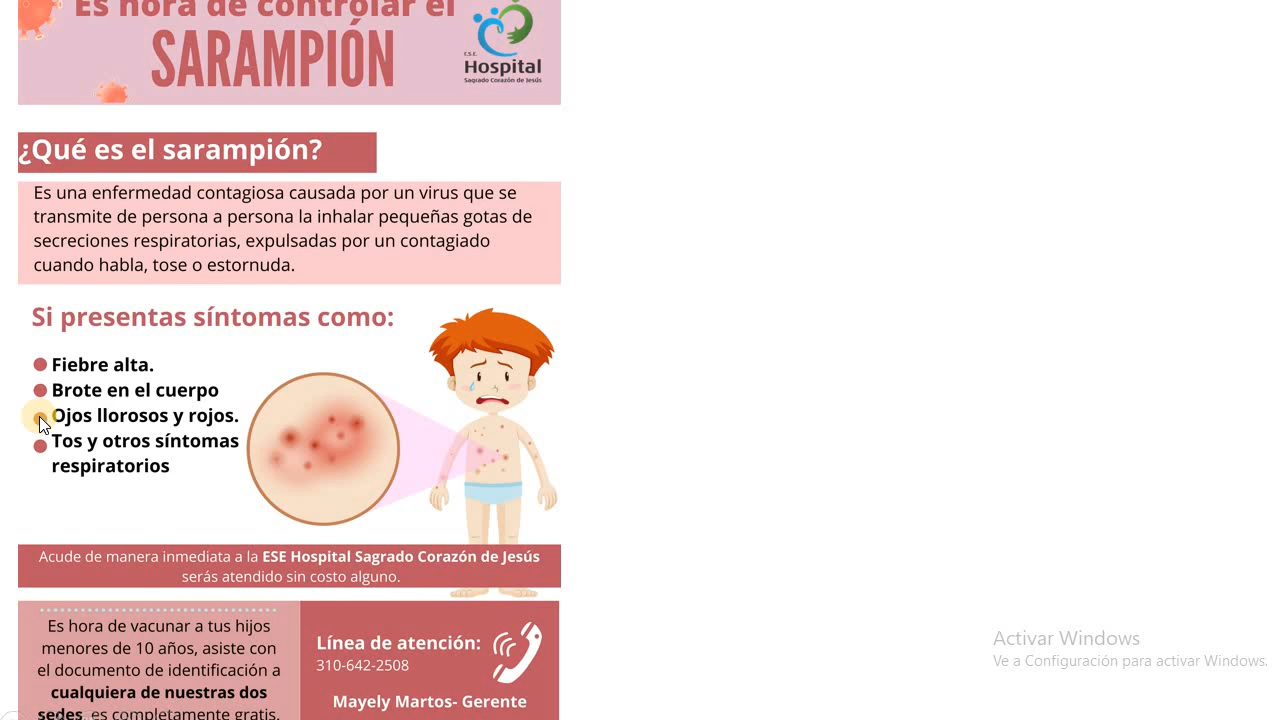 Es hora de controlar el
SARAMPIÓN
E.S.E.
Hospital
Sagrado Corazón de Jesús
¿Qué es el sarampión?
Es una enfermedad contagiosa causada por un virus que se
transmite de persona a persona la inhalar pequeñas gotas de
secreciones respiratorias, expulsadas por un contagiado
cuando habla, tose o estornuda.
Si presentas síntomas como:
Fiebre alta.
Brote en el cuerpo
Ojos llorosos y rojos.
Tos y otros síntomas
respiratorios
Acude de manera inmediata a la ESE Hospital Sagrado Corazón de Jesús
serás atendido sin costo alguno.
Es hora de vacunar a tus hijos
menores de 10 años, asiste con
el documento de identificación a
cualquiera de nuestras dos
sedes, es completamente gratis.
Línea de atención:
310-642-2508
Mayely Martos- Gerente
Activar Windows
Ve a Configuración para activar Windows.